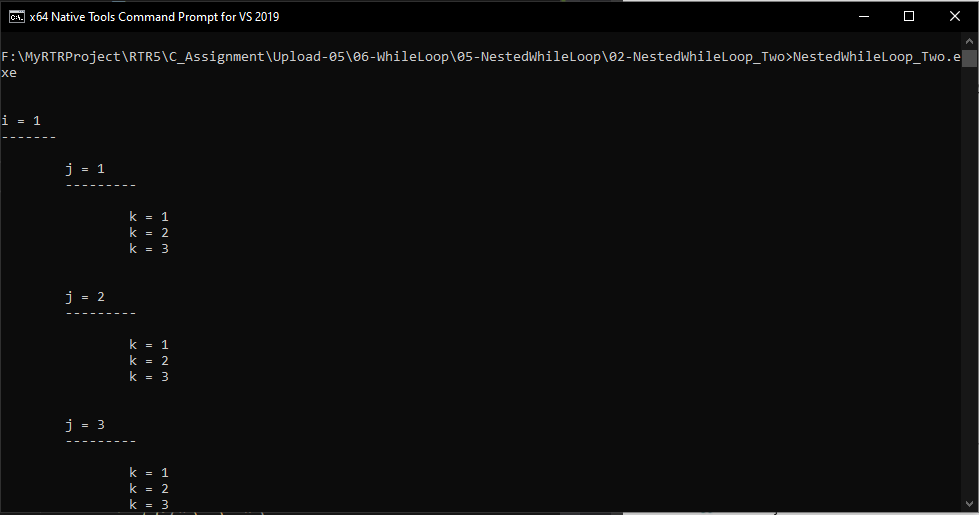 x64 Native Tools Command Prompt for VS 2019
F:\MyRTRProject\RTR5\C_Assignment\Upload-05\06-WhileLoop\05-NestedWhileLoop\02-NestedWhileLoop_Two>NestedWhileLoop_Two.e
xe
i = 1
-------
j = 1
---------
k = 1
k = 2
k = 3
j = 2
---------
k = 1
k = 2
k = 3
j = 3
---------
k = 1
k = 2
k = 3